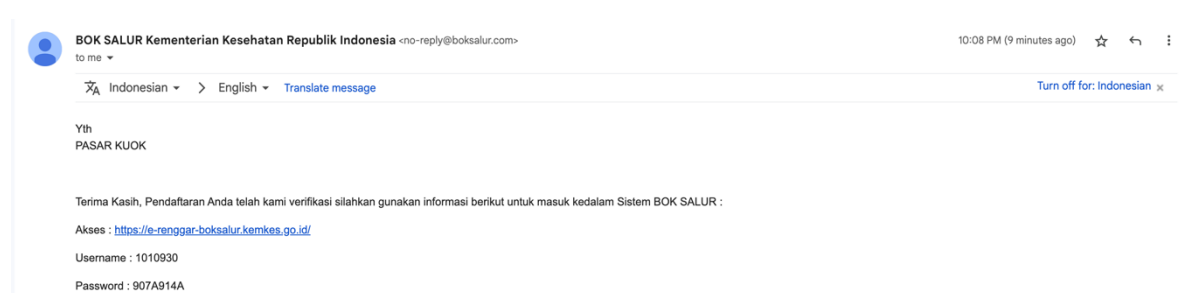 BOK SALUR Kementerian Kesehatan Republik Indonesia <no-reply@boksalur.com>
10:08 PM (9 minutes ago)
to me
Indonesian > English Translate message
Turn off for: Indonesian x
Yth
PASAR KUOK
Terima Kasih, Pendaftaran Anda telah kami verifikasi silahkan gunakan informasi berikut untuk masuk kedalam Sistem BOK SALUR :
Akses : https://e-renggar-boksalur.kemkes.go.id/
Username : 1010930
Password : 907A914A